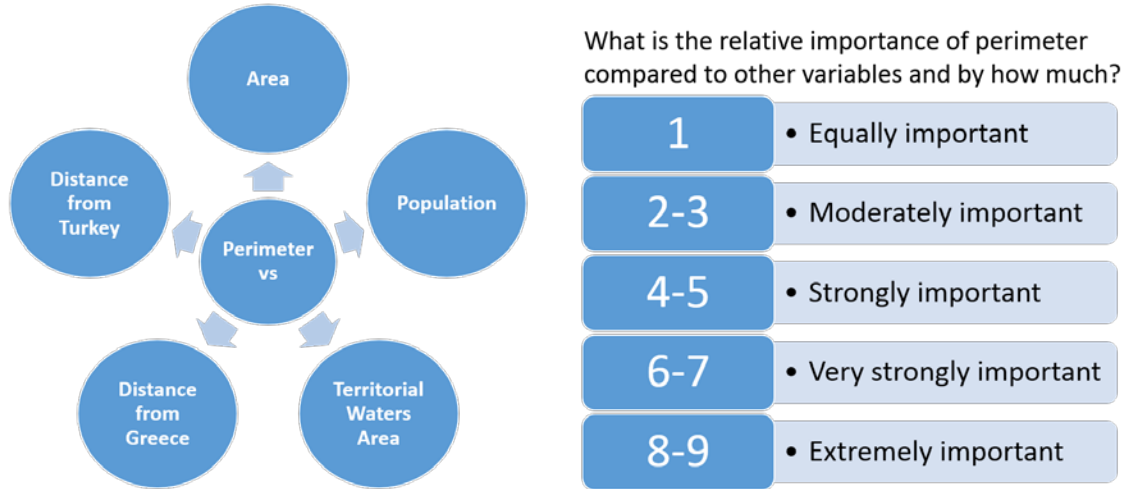 Area
Distance
from
Turkey
Population
Perimeter
vs
Distance
from
Greece
Territorial
Waters
Area
What is the relative importance of perimeter
compared to other variables and by how much?
1
• Equally important
2-3
• Moderately important
4-5
• Strongly important
6-7
• Very strongly important
8-9
• Extremely important